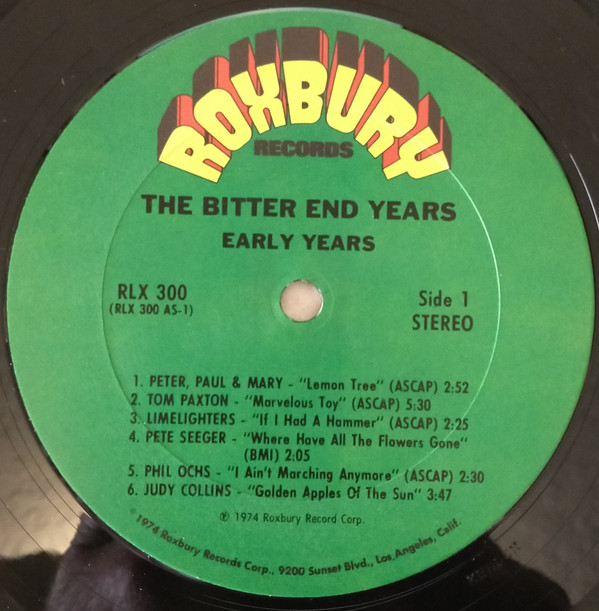 ROXBURY
RECORDS
THE BITTER END YEARS
EARLY YEARS
RLX 300
(RLX 300 AS-1)
Side 1
STEREO
1. PETER, PAUL & MARY - "Lemon Tree" (ASCAP) 2:52
2. TOM PAXTON - "Marvelous Toy" (ASCAP) 5:30
3. LIMELIGHTERS - "If I Had A Hammer" (ASCAP) 2:25
4. PETE SEEGER - "Where Have All The Flowers Gone"
(BMI) 2:05
5. PHIL OCHS - "I Ain't Marching Anymore" (ASCAP) 2:30
6. JUDY COLLINS - "Golden Apples Of The Sun" 3:47
℗ 1974 Roxbury Record Corp.
1974 Roxbury Records Corp., 9200 Sunset Blvd., Los Angeles, Calif.